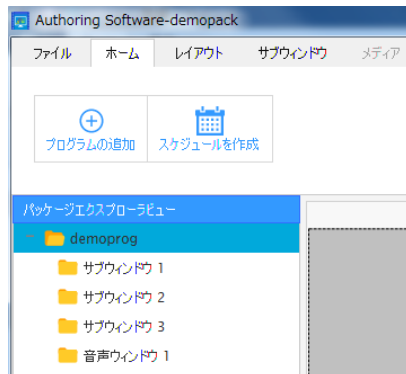 Authoring Software-demopack
ファイル ホーム レイアウト サブウィンドウ メディア
プログラムの追加 スケジュールを作成
パッケージエクスプローラビュー
demoprog
サブウィンドウ 1
サブウィンドウ 2
サブウィンドウ 3
音声ウィンドウ 1